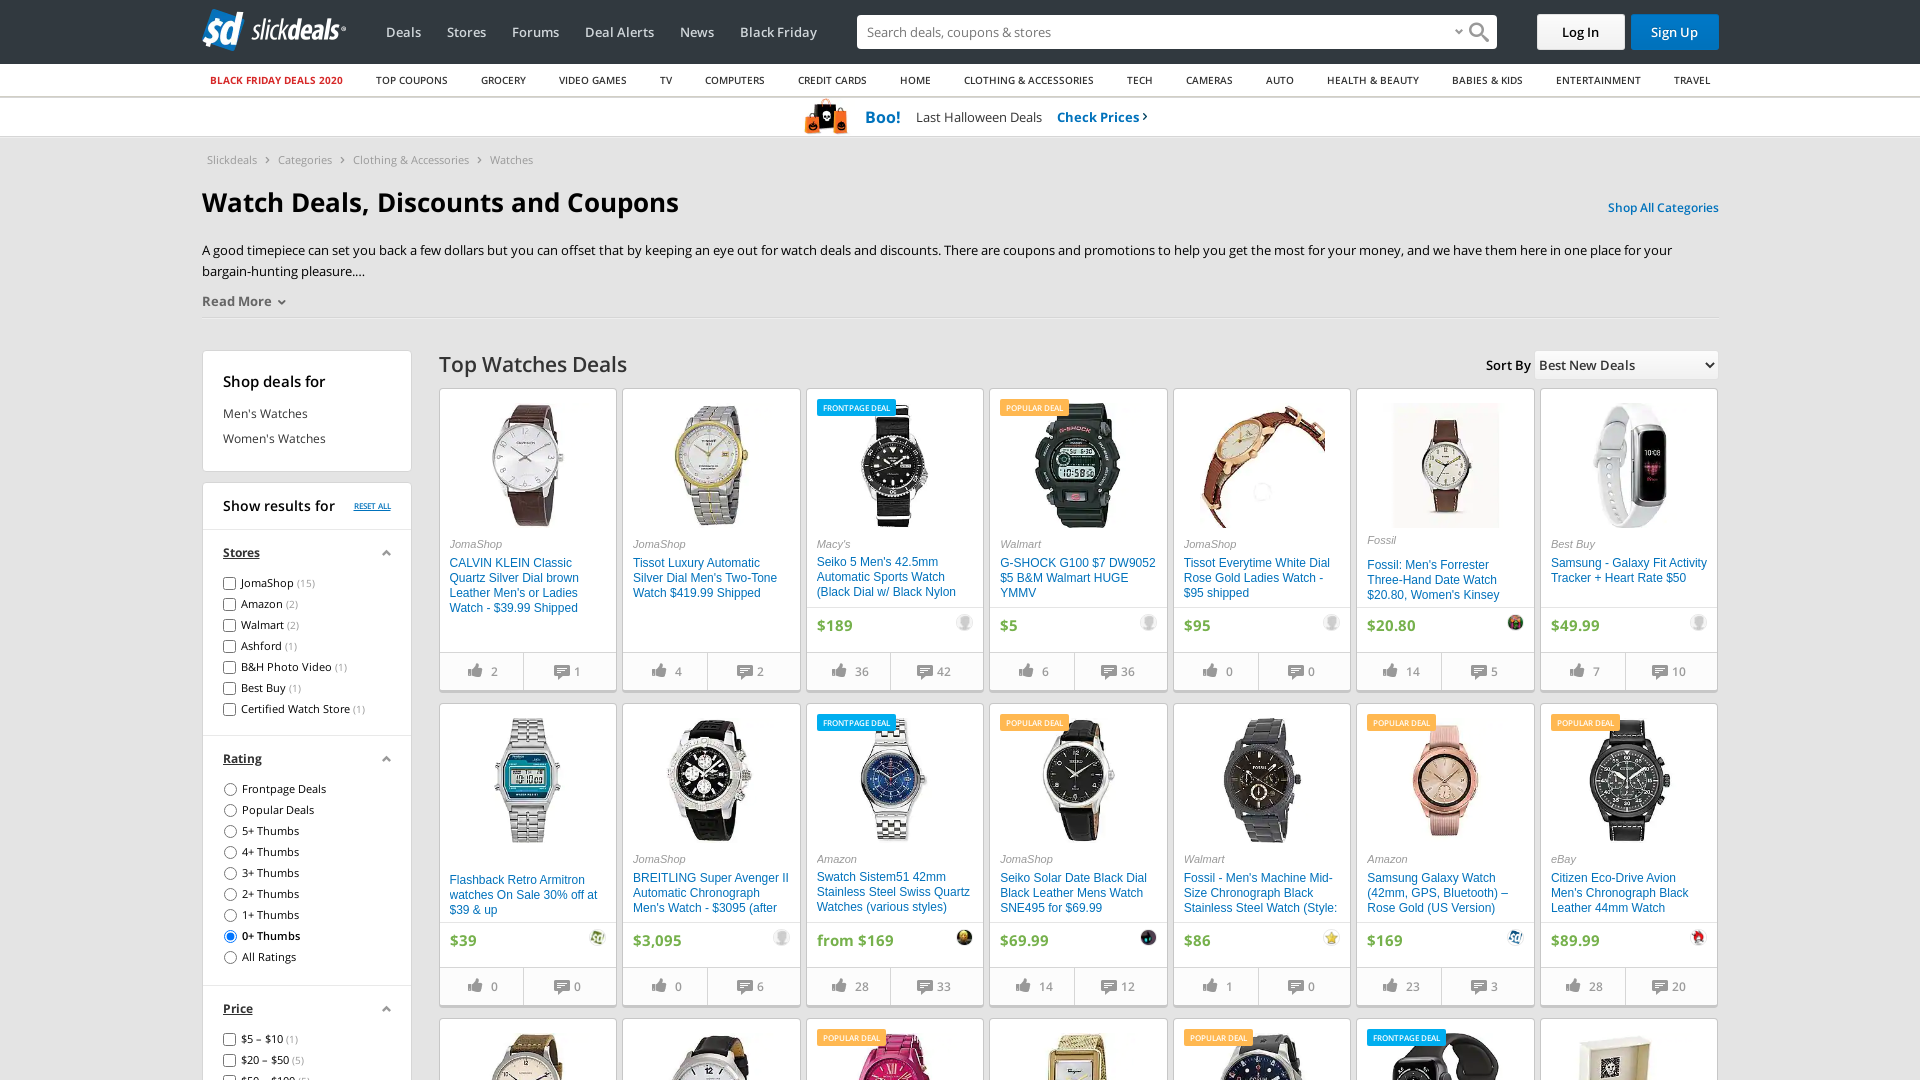 slickdeals
Deals
Stores
Forums
Deal Alerts
News
Black Friday
Search deals, coupons & stores
Log In
Sign Up
BLACK FRIDAY DEALS 2020
TOP COUPONS
GROCERY
VIDEO GAMES
TV
COMPUTERS
CREDIT CARDS
HOME
CLOTHING & ACCESSORIES
TECH
CAMERAS
AUTO
HEALTH & BEAUTY
BABIES & KIDS
ENTERTAINMENT
TRAVEL
Boo! Last Halloween Deals Check Prices
Slickdeals > Categories > Clothing & Accessories > Watches
Watch Deals, Discounts and Coupons
Shop All Categories
A good timepiece can set you back a few dollars but you can offset that by keeping an eye out for watch deals and discounts. There are coupons and promotions to help you get the most for your money, and we have them here in one place for your
bargain-hunting pleasure....
Read More
Shop deals for
Men's Watches
Women's Watches
Show results for
RESET ALL
Stores
JomaShop (15)
Amazon (2)
Walmart (2)
Ashford (1)
B&H Photo Video (1)
Best Buy (1)
Certified Watch Store (1)
Rating
Frontpage Deals
Popular Deals
5+ Thumbs
4+ Thumbs
3+ Thumbs
2+ Thumbs
1+ Thumbs
0+ Thumbs
All Ratings
Price
$5 – $10 (1)
$20 – $50 (5)
$50 – $100 (5)
Top Watches Deals
Sort By
Best New Deals
JomaShop
CALVIN KLEIN Classic
Quartz Silver Dial brown
Leather Men's or Ladies
Watch - $39.99 Shipped
2
1
JomaShop
Tissot Luxury Automatic
Silver Dial Men's Two-Tone
Watch $419.99 Shipped
4
2
FRONTPAGE DEAL
Macy's
Seiko 5 Men's 42.5mm
Automatic Sports Watch
(Black Dial w/ Black Nylon
$189
36
42
POPULAR DEAL
Walmart
G-SHOCK G100 $7 DW9052
$5 B&M Walmart HUGE
YMMV
$5
6
36
JomaShop
Tissot Everytime White Dial
Rose Gold Ladies Watch -
$95 shipped
$95
0
0
Fossil
Fossil: Men's Forrester
Three-Hand Date Watch
$20.80, Women's Kinsey
$20.80
14
5
Best Buy
Samsung - Galaxy Fit Activity
Tracker + Heart Rate $50
$49.99
7
10
Flashback Retro Armitron
watches On Sale 30% off at
$39 & up
$39
0
0
JomaShop
BREITLING Super Avenger II
Automatic Chronograph
Men's Watch - $3095 (after
$3,095
0
6
FRONTPAGE DEAL
Amazon
Swatch Sistem51 42mm
Stainless Steel Swiss Quartz
Watches (various styles)
from $169
28
33
POPULAR DEAL
JomaShop
Seiko Solar Date Black Dial
Black Leather Mens Watch
SNE495 for $69.99
$69.99
14
12
Walmart
Fossil - Men's Machine Mid-
Size Chronograph Black
Stainless Steel Watch (Style:
$86
1
0
POPULAR DEAL
Amazon
Samsung Galaxy Watch
(42mm, GPS, Bluetooth) –
Rose Gold (US Version)
$169
23
3
POPULAR DEAL
eBay
Citizen Eco-Drive Avion
Men's Chronograph Black
Leather 44mm Watch
$89.99
28
20
POPULAR DEAL
POPULAR DEAL
FRONTPAGE DEAL